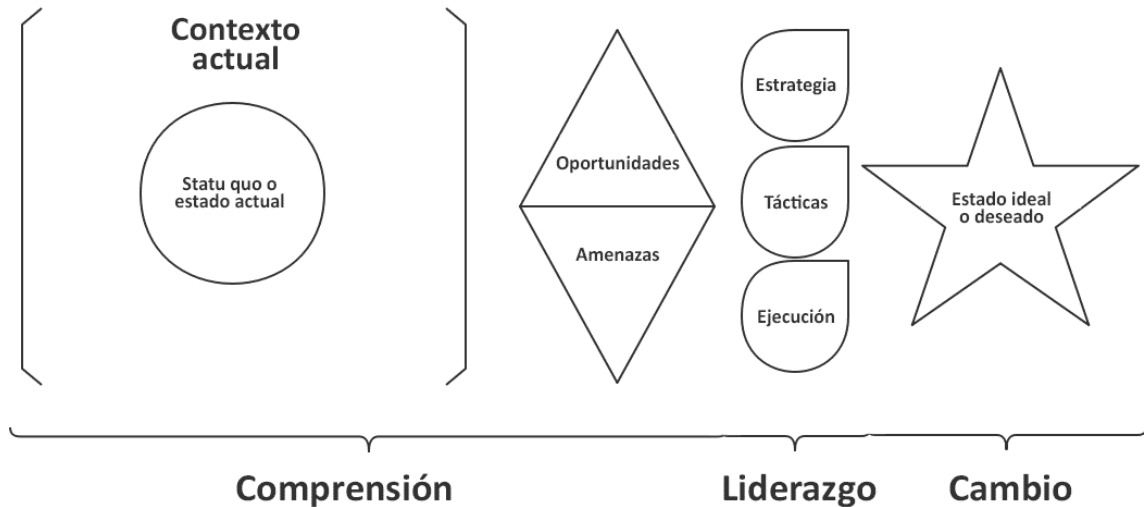 Contexto
actual
Statu quo o
estado actual
Oportunidades
Amenazas
Estrategia
Tácticas
Ejecución
Estado ideal
o deseado
Comprensión
Liderazgo
Cambio